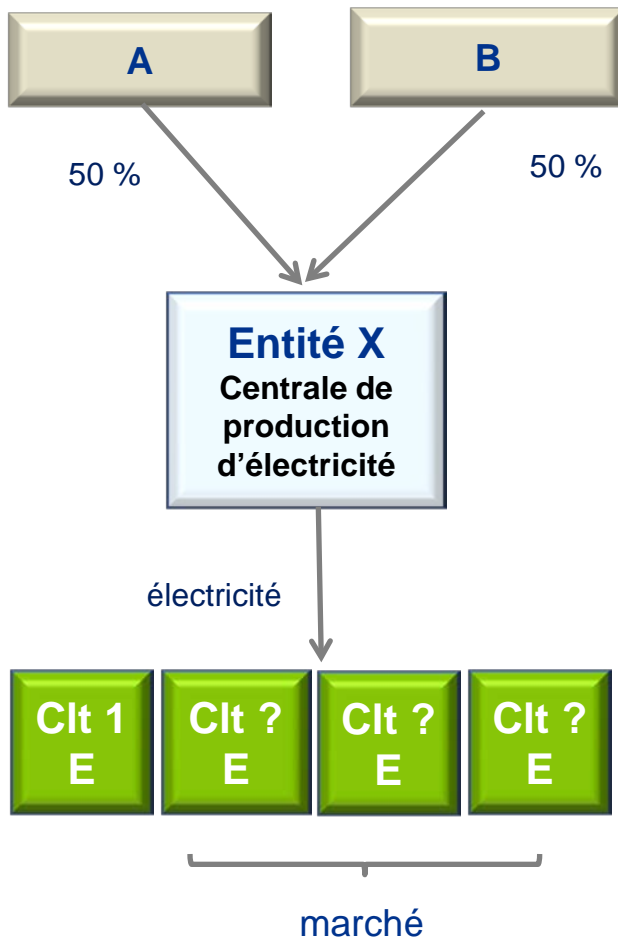 A
B
50 %
50 %
Entité X
Centrale de
production
d’électricité
électricité
Clt 1
E
Clt ?
E
Clt ?
E
Clt ?
E
marché